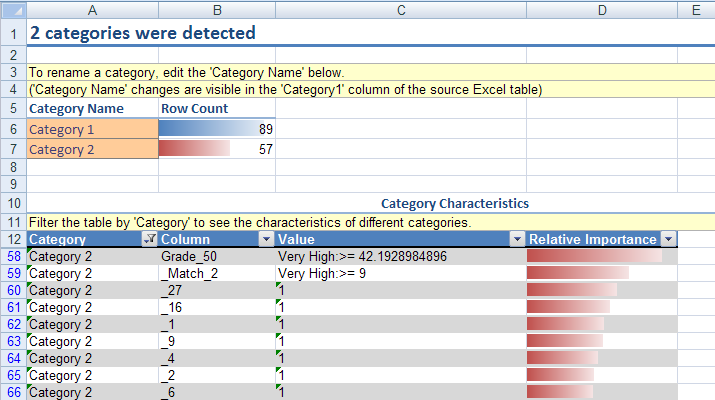 A B C D E
1 2 categories were detected
2
3 To rename a category, edit the 'Category Name' below.
4 ('Category Name' changes are visible in the 'Category1' column of the source Excel table)
5 Category Name Row Count
6 Category 1 89
7 Category 2 57
8
9
10 Category Characteristics
11 Filter the table by 'Category' to see the characteristics of different categories.
12 Category Column Value Relative Importance
58 Category 2 Grade_50 Very High:>= 42.1928984896
59 Category 2 _Match_2 Very High:>= 9
60 Category 2 _27 1
61 Category 2 _16 1
62 Category 2 _1 1
63 Category 2 _9 1
64 Category 2 _4 1
65 Category 2 _2 1
66 Category 2 _6 1